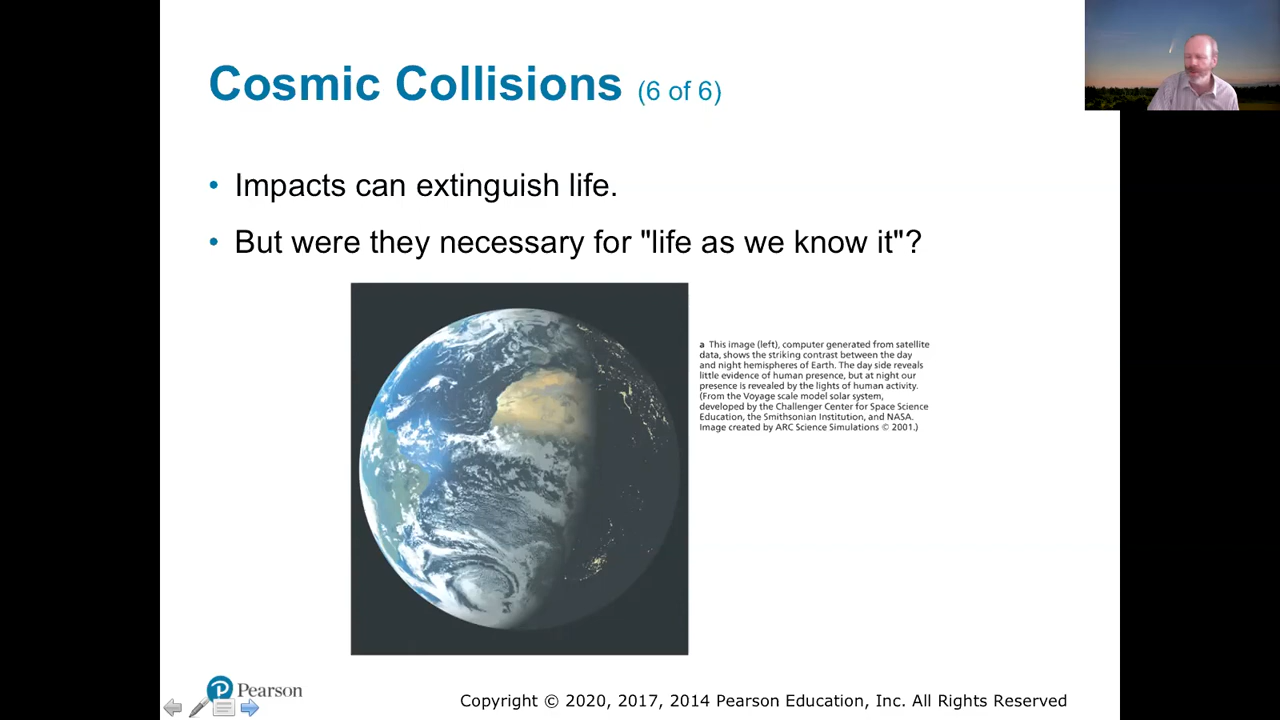 Cosmic Collisions (6 of 6)
• Impacts can extinguish life.
• But were they necessary for "life as we know it"?
a This image (left), computer generated from satellite
data, shows the striking contrast between the day
and night hemispheres of Earth. The day side reveals
little evidence of human presence, but at night our
presence is revealed by the lights of human activity.
(From the Voyage scale model solar system,
developed by the Challenger Center for Space Science
Education, the Smithsonian Institution, and NASA.
Image created by ARC Science Simulations © 2001.)
Pearson
Copyright © 2020, 2017, 2014 Pearson Education, Inc. All Rights Reserved